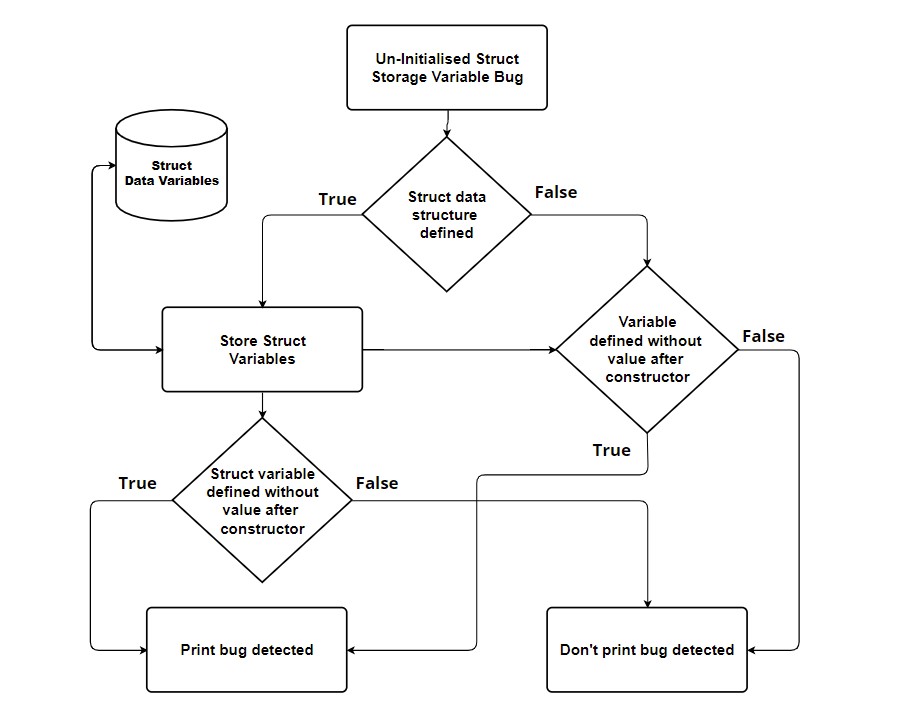 Un-Initialised Struct
Storage Variable Bug
Struct
Data Variables
True
Struct data
structure
defined
False
Store Struct
Variables
Variable
defined without
value after
constructor
False
True
True
Struct variable
defined without
value after
constructor
False
Print bug detected
Don't print bug detected